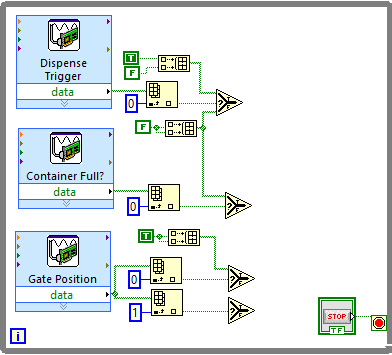 Dispense
Trigger
data
T
F
0
F
Container Full?
data
0
T
Gate Position
data
0
1
STOP
TF
i